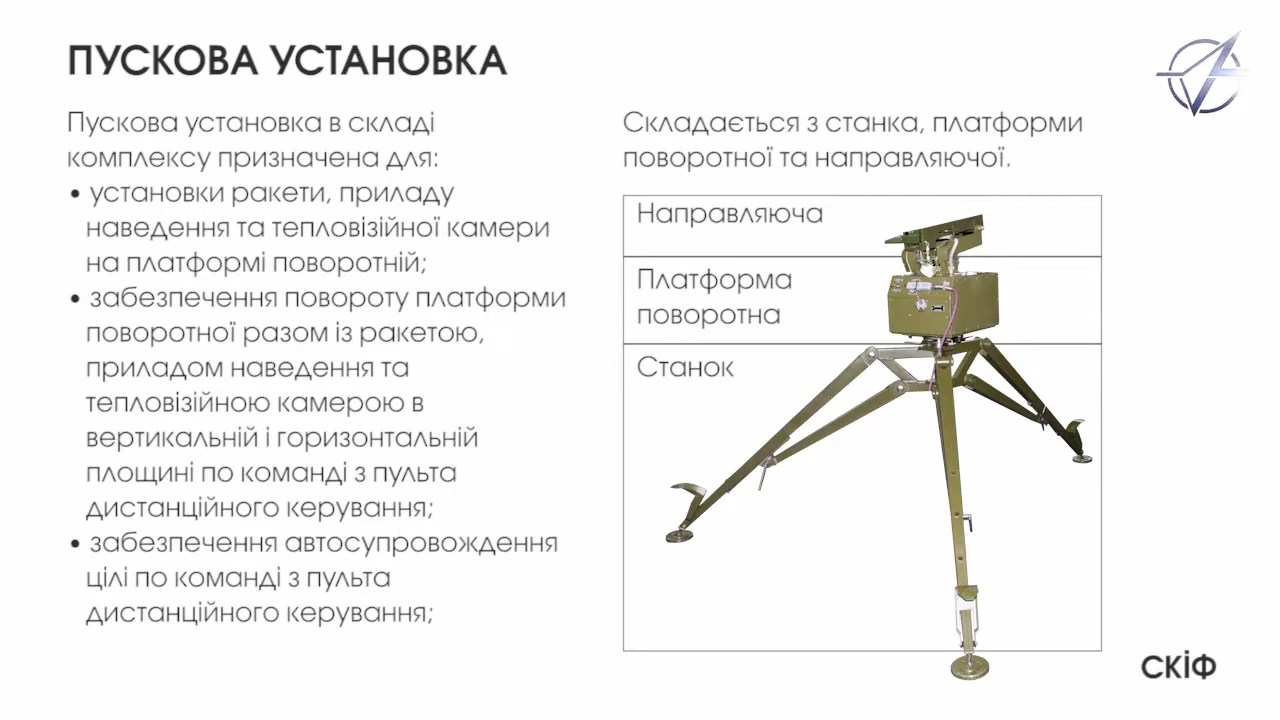 ПУСКОВА УСТАНОВКА
Пускова установка в складі
комплексу призначена для:
• установки ракети, приладу
наведення та тепловізійної камери
на платформі поворотній;
• забезпечення повороту платформи
поворотної разом із ракетою,
приладом наведення та
тепловізійною камерою в
вертикальній і горизонтальній
площині по команді з пульта
дистанційного керування;
• забезпечення автосупровождення
цілі по команді з пульта
дистанційного керування;
Складається з станка, платформи
поворотної та направляючої.
Направляюча
Платформа
поворотна
Станок
СКІФ